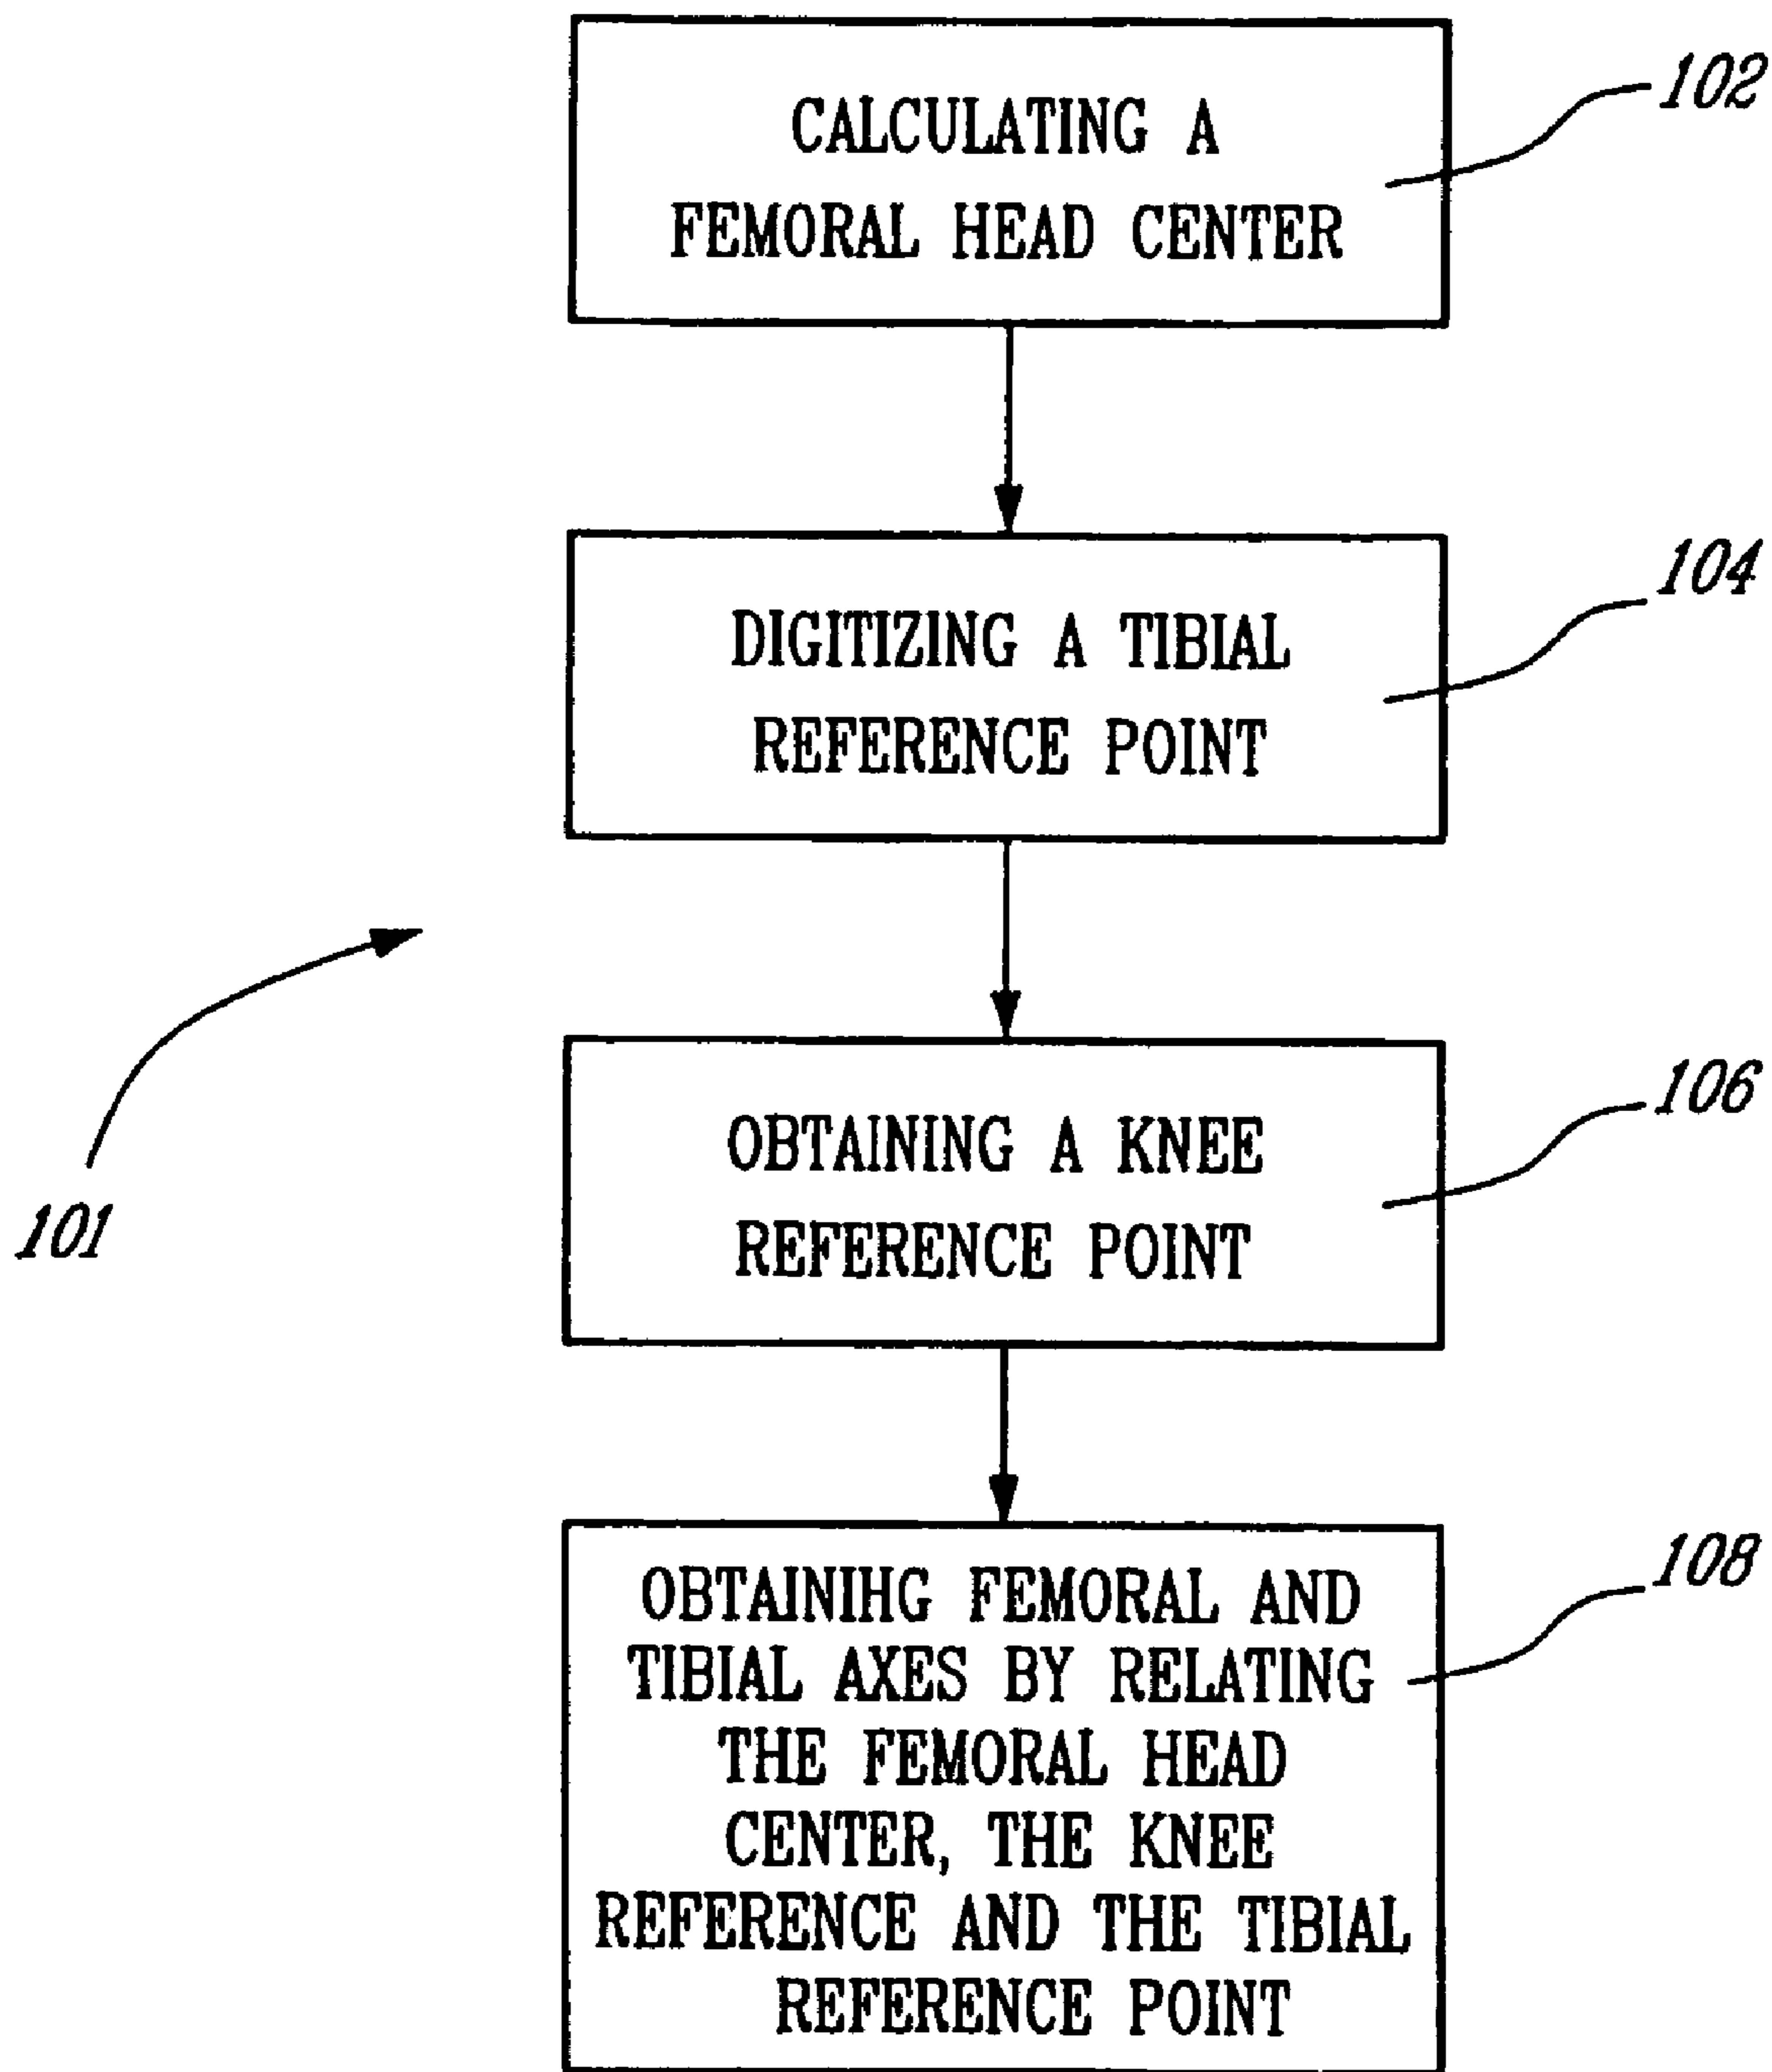 CALCULATING A
FEMORAL HEAD CENTER
102
DIGITIZING A TIBIAL
REFERENCE POINT
104
101
OBTAINING A KNEE
REFERENCE POINT
106
OBTAINIHG FEMORAL AND
TIBIAL AXES BY RELATING
THE FEMORAL HEAD
CENTER, THE KNEE
REFERENCE AND THE TIBIAL
REFERENCE POINT
108